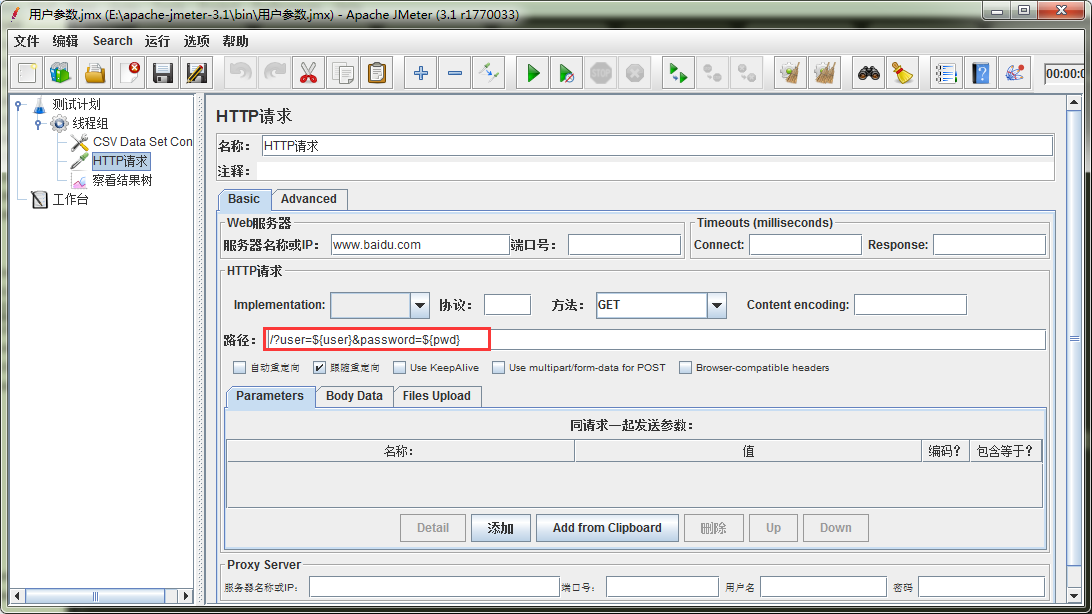 用户参数.jmx (E:\apache-jmeter-3.1\bin\用户参数.jmx) - Apache JMeter (3.1 r1770033)
文件 编辑 Search 运行 选项 帮助
STOP
00:00:0
测试计划
线程组
CSV Data Set Con
HTTP请求
察看结果树
工作台
HTTP请求
名称: HTTP请求
注释:
Basic Advanced
Web服务器
服务器名称或IP: www.baidu.com 端口号:
Timeouts (milliseconds)
Connect: Response:
HTTP请求
Implementation: 协议: 方法: GET Content encoding:
路径: /?user=${user}&password=${pwd}
自动重定向 跟随重定向 Use KeepAlive Use multipart/form-data for POST Browser-compatible headers
Parameters Body Data Files Upload
同请求一起发送参数:
名称: 值 编码? 包含等于?
Detail 添加 Add from Clipboard 删除 Up Down
Proxy Server
服务器名称或IP: 端口号: 用户名 密码